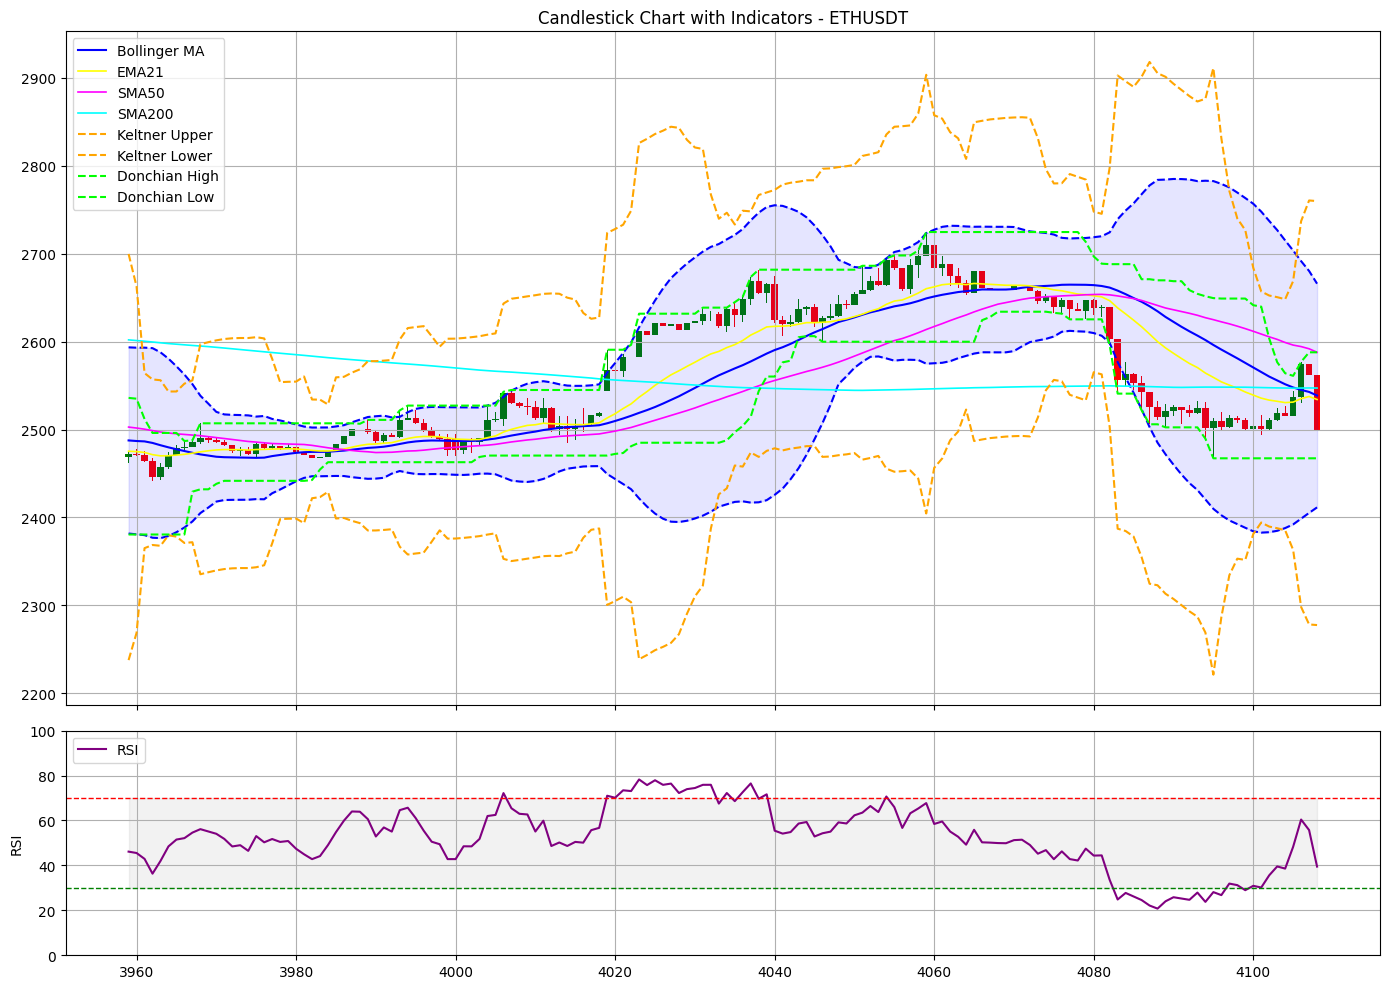 Candlestick Chart with Indicators - ETHUSDT
Bollinger MA
EMA21
SMA50
SMA200
Keltner Upper
Keltner Lower
Donchian High
Donchian Low
2900
2800
2700
2600
2500
2400
2300
2200
RSI
100
80
60
40
20
0
RSI
3960 3980 4000 4020 4040 4060 4080 4100